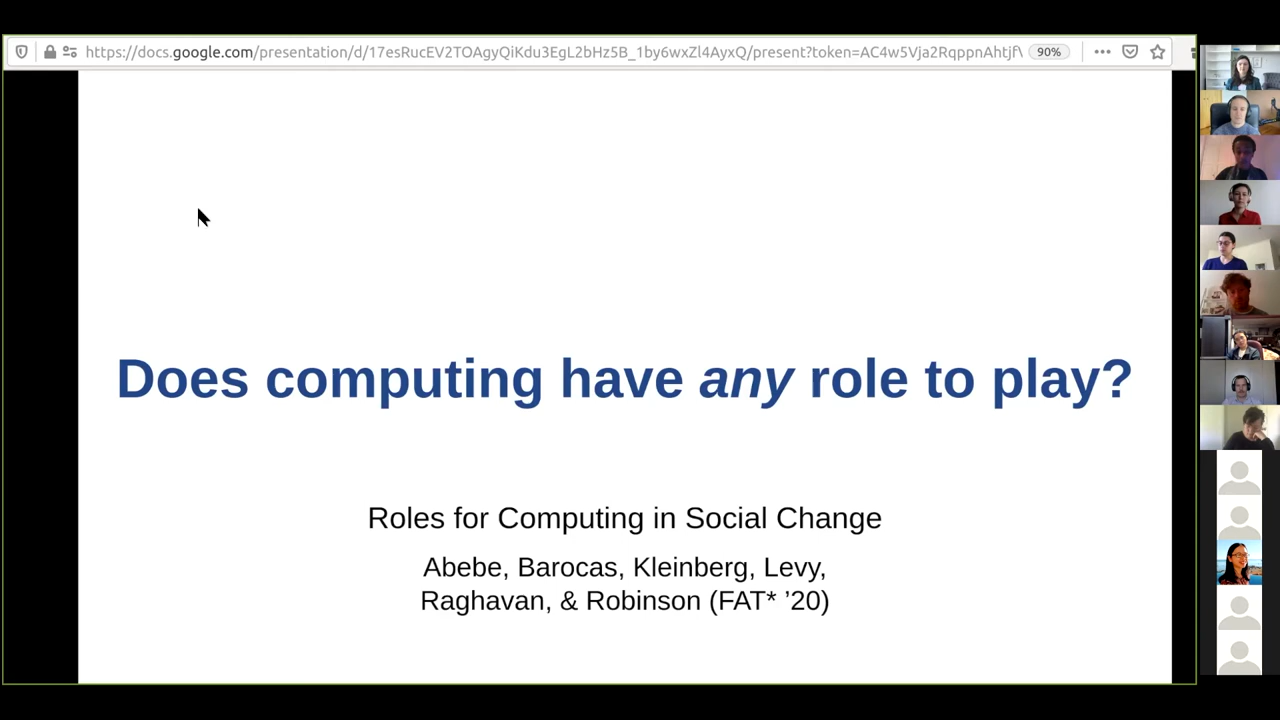 https://docs.google.com/presentation/d/17esRucEV2TOAgvOiKdu3EgL2bHz5B_1by6wxZl4AyxQ/present?token=AC4w5Vja2RqppnAhtjf\
90%
Does computing have any role to play?
Roles for Computing in Social Change
Abebe, Barocas, Kleinberg, Levy,
Raghavan, & Robinson (FAT* ’20)